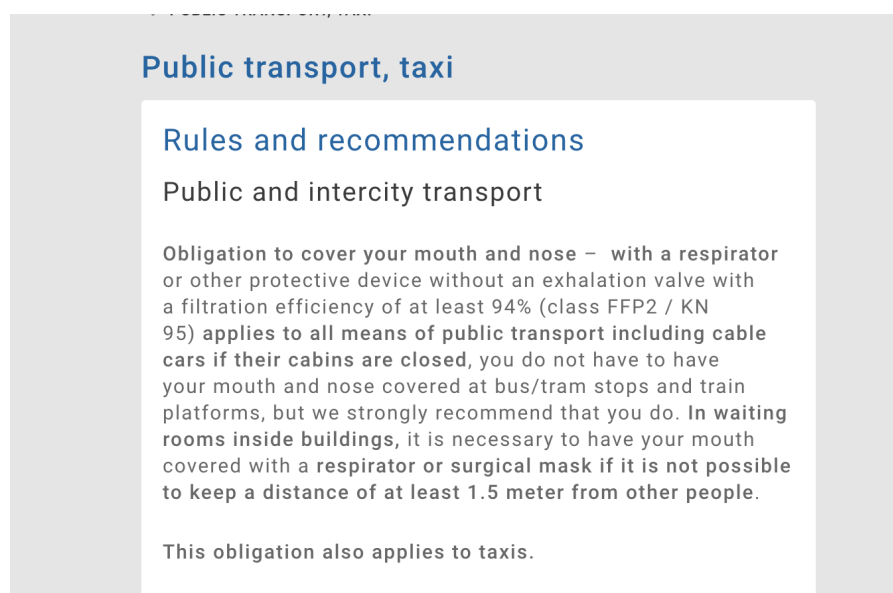 Public transport, taxi
Rules and recommendations
Public and intercity transport
Obligation to cover your mouth and nose –  with a respirator
or other protective device without an exhalation valve with
a filtration efficiency of at least 94% (class FFP2 / KN
95) applies to all means of public transport including cable
cars if their cabins are closed, you do not have to have
your mouth and nose covered at bus/tram stops and train
platforms, but we strongly recommend that you do. In waiting
rooms inside buildings, it is necessary to have your mouth
covered with a respirator or surgical mask if it is not possible
to keep a distance of at least 1.5 meter from other people.
This obligation also applies to taxis.